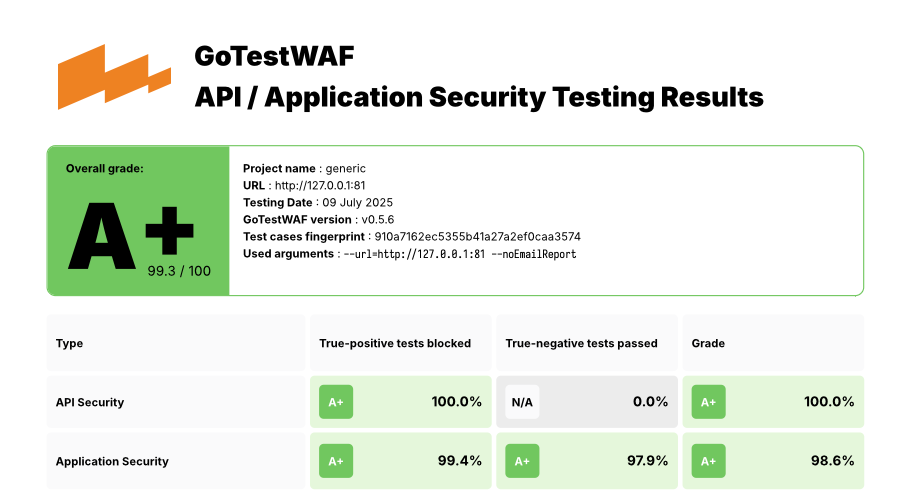 GoTestWAF
API / Application Security Testing Results
Overall grade:
A+
99.3 / 100
Project name : generic
URL : http://127.0.0.1:81
Testing Date : 09 July 2025
GoTestWAF version : v0.5.6
Test cases fingerprint : 910a7162ec5355b41a27a2ef0caa3574
Used arguments : --url=http://127.0.0.1:81 --noEmailReport
Type True-positive tests blocked True-negative tests passed Grade
API Security A+ 100.0% N/A 0.0% A+ 100.0%
Application Security A+ 99.4% A+ 97.9% A+ 98.6%